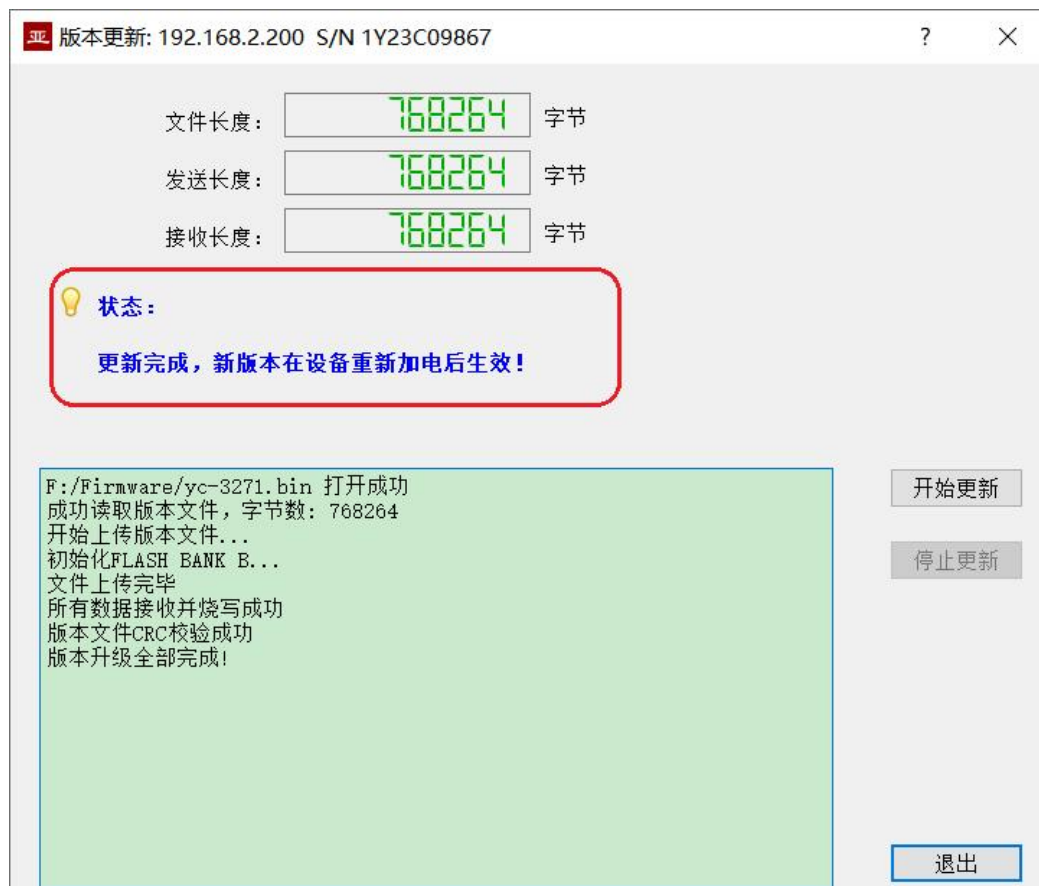 亚 版本更新: 192.168.2.200 S/N 1Y23C09867 ?
文件长度: 768264 字节
发送长度: 768264 字节
接收长度: 768264 字节
状态:
更新完成，新版本在设备重新加电后生效!
F:/Firmware/yc-3271.bin 打开成功
成功读取版本文件，字节数: 768264
开始上传版本文件...
初始化FLASH BANK B...
文件上传完毕
所有数据接收并烧写成功
版本文件CRC校验成功
版本升级全部完成!
开始更新
停止更新
退出